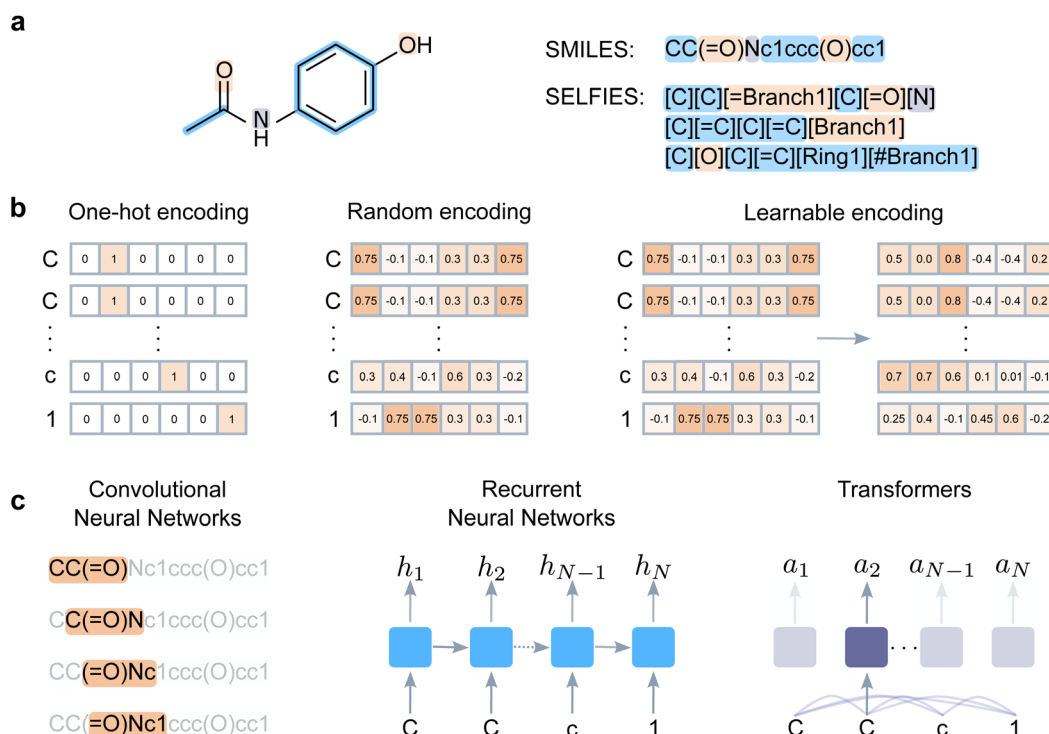 a
O
OH
N
H
SMILES: CC(=O)Nc1ccc(O)cc1
SELFIES: [C][C][=Branch1][C][=O][N]
[C][=C][C][=C][Branch1]
[C][O][C][=C][Ring1][#Branch1]
b
One-hot encoding
Random encoding
Learnable encoding
C 0 1 0 0 0 0
C 0.75 -0.1 -0.1 0.3 0.3 0.75
C 0.75 -0.1 -0.1 0.3 0.3 0.75
0.5 0.0 0.8 -0.4 -0.4 0.2
C 0 1 0 0 0 0
C 0.75 -0.1 -0.1 0.3 0.3 0.75
C 0.75 -0.1 -0.1 0.3 0.3 0.75
0.5 0.0 0.8 -0.4 -0.4 0.2
c 0 0 0 1 0 0
c 0.3 0.4 -0.1 0.6 0.3 -0.2
c 0.3 0.4 -0.1 0.6 0.3 -0.2
0.7 0.7 0.6 0.1 0.01 -0.1
1 0 0 0 0 0 1
1 -0.1 0.75 0.75 0.3 0.3 -0.1
1 -0.1 0.75 0.75 0.3 0.3 -0.1
0.25 0.4 -0.1 0.45 0.6 -0.2
c
Convolutional
Neural Networks
CC(=O)Nc1ccc(O)cc1
CC(=O)Nc1ccc(O)cc1
CC(=O)Nc1ccc(O)cc1
CC(=O)Nc1ccc(O)cc1
Recurrent
Neural Networks
h1 h2 hN−1 hN
C C c 1
Transformers
a1 a2 aN−1 aN
C C c 1